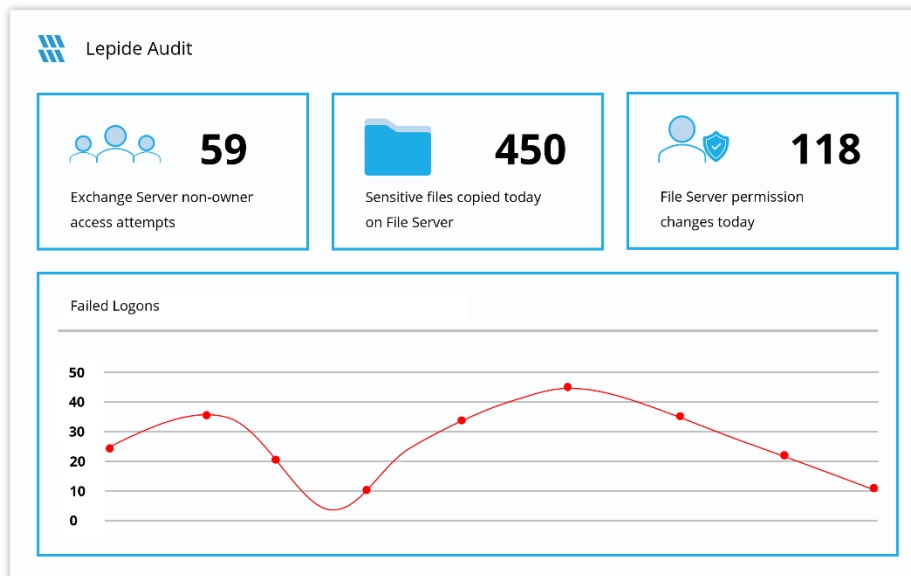 Lepide Audit
59
Exchange Server non-owner
access attempts
450
Sensitive files copied today
on File Server
118
File Server permission
changes today
Failed Logons
50
40
30
20
10
0